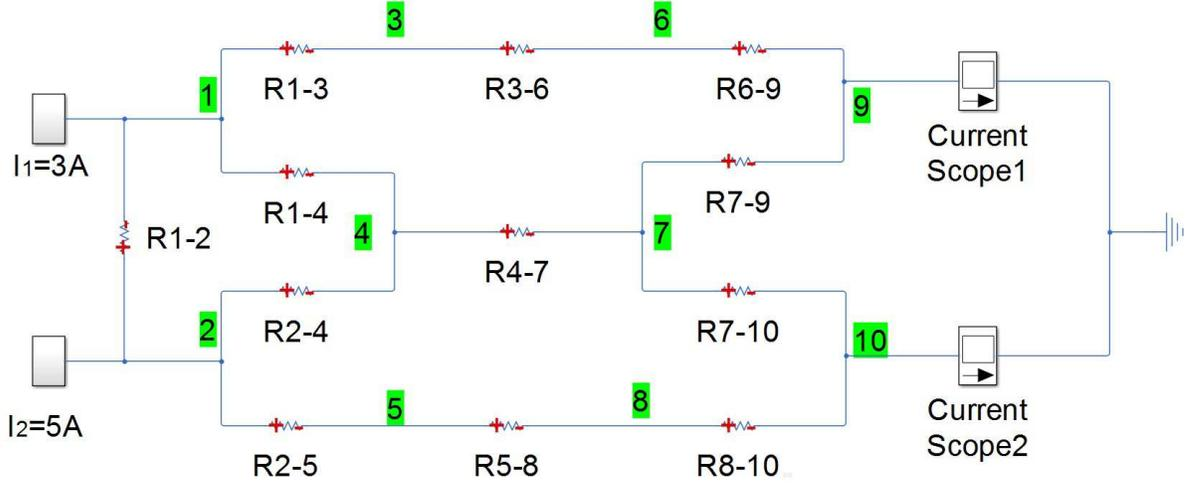 3
6
R1-3
R3-6
R6-9
1
9
I1=3A
Current
Scope1
R1-4
R7-9
R1-2
4
7
R4-7
2
R2-4
R7-10
10
I2=5A
5
8
Current
Scope2
R2-5
R5-8
R8-10